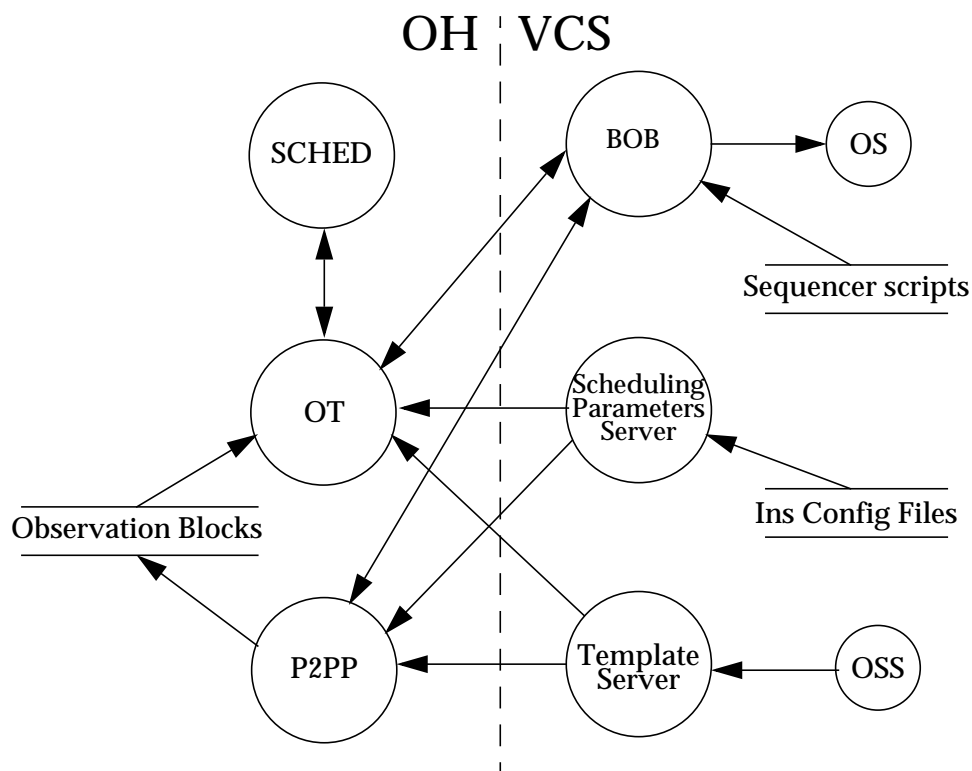 OH VCS
SCHED
BOB
OS
Sequencer scripts
OT
Scheduling
Parameters
Server
Observation Blocks
Ins Config Files
P2PP
Template
Server
OSS